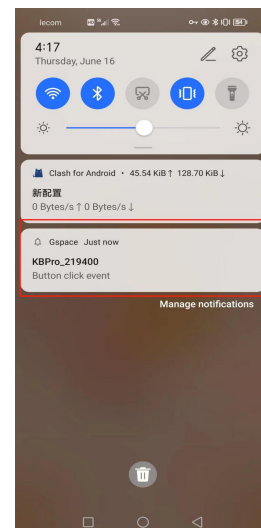 lecom
54
4:17
Thursday, June 16
Clash for Android • 45.54 KiB↑ 128.70 KiB↓
新配置
0 Bytes/s ↑ 0 Bytes/s ↓
Gspace Just now
KBPro_219400
Button click event
Manage notifications